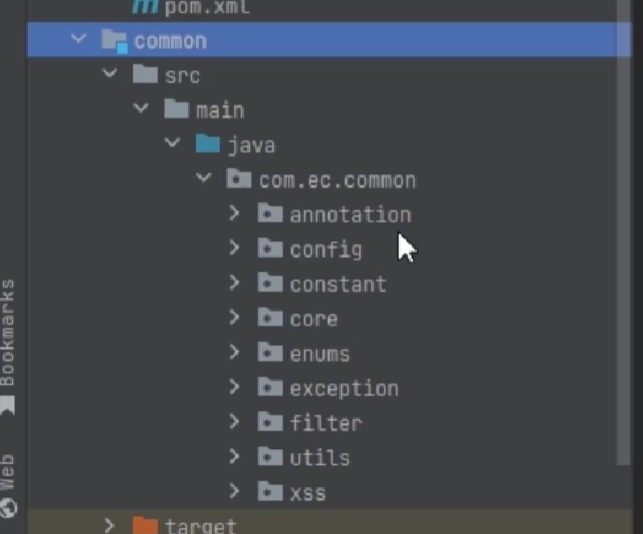 pom.xml
common
src
main
java
com.ec.common
annotation
config
constant
core
enums
exception
filter
utils
xss
target
Bookmarks
Web